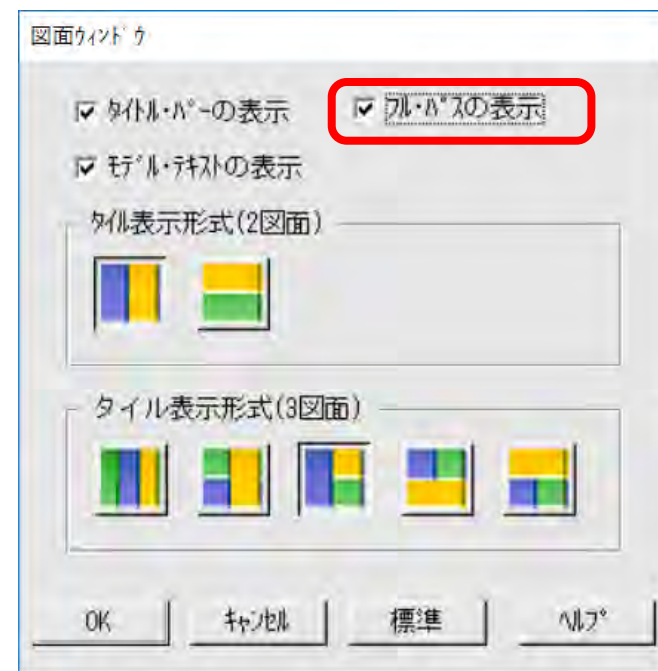 図面ｳｨﾝﾄﾞｳ
ﾀｲﾄﾙ･ﾊﾞｰの表示 ﾌﾙ･ﾊﾟｽの表示
ﾓﾃﾞﾙ･ﾃｷｽﾄの表示
ﾀｲﾙ表示形式(2図面)
タイル表示形式(3図面)
OK ｷｬﾝｾﾙ 標準 ﾍﾙﾌﾟ